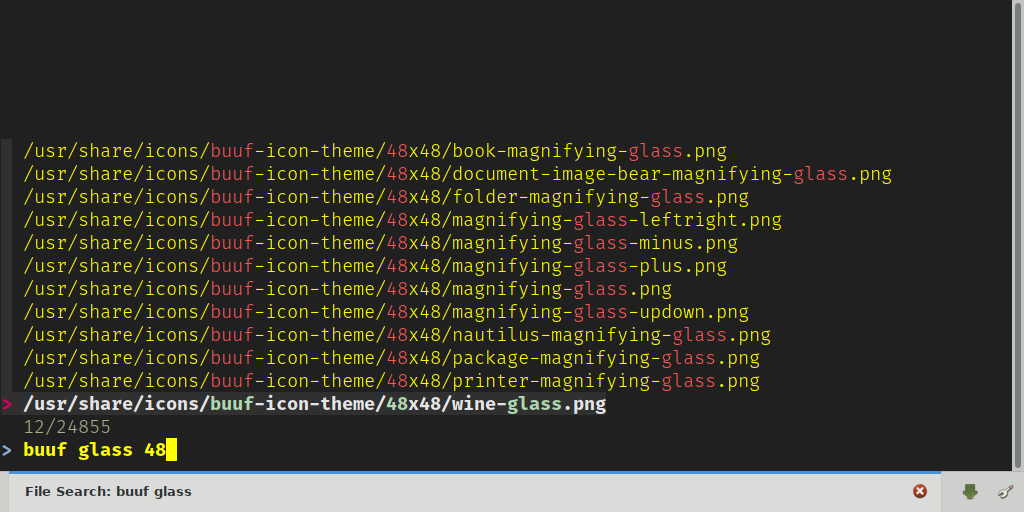 /usr/share/icons/buuf-icon-theme/48x48/book-magnifying-glass.png
/usr/share/icons/buuf-icon-theme/48x48/document-image-bear-magnifying-glass.png
/usr/share/icons/buuf-icon-theme/48x48/folder-magnifying-glass.png
/usr/share/icons/buuf-icon-theme/48x48/magnifying-glass-leftright.png
/usr/share/icons/buuf-icon-theme/48x48/magnifying-glass-minus.png
/usr/share/icons/buuf-icon-theme/48x48/magnifying-glass-plus.png
/usr/share/icons/buuf-icon-theme/48x48/magnifying-glass.png
/usr/share/icons/buuf-icon-theme/48x48/magnifying-glass-updown.png
/usr/share/icons/buuf-icon-theme/48x48/nautilus-magnifying-glass.png
/usr/share/icons/buuf-icon-theme/48x48/package-magnifying-glass.png
/usr/share/icons/buuf-icon-theme/48x48/printer-magnifying-glass.png
> /usr/share/icons/buuf-icon-theme/48x48/wine-glass.png
12/24855
> buuf glass 48
File Search: buuf glass